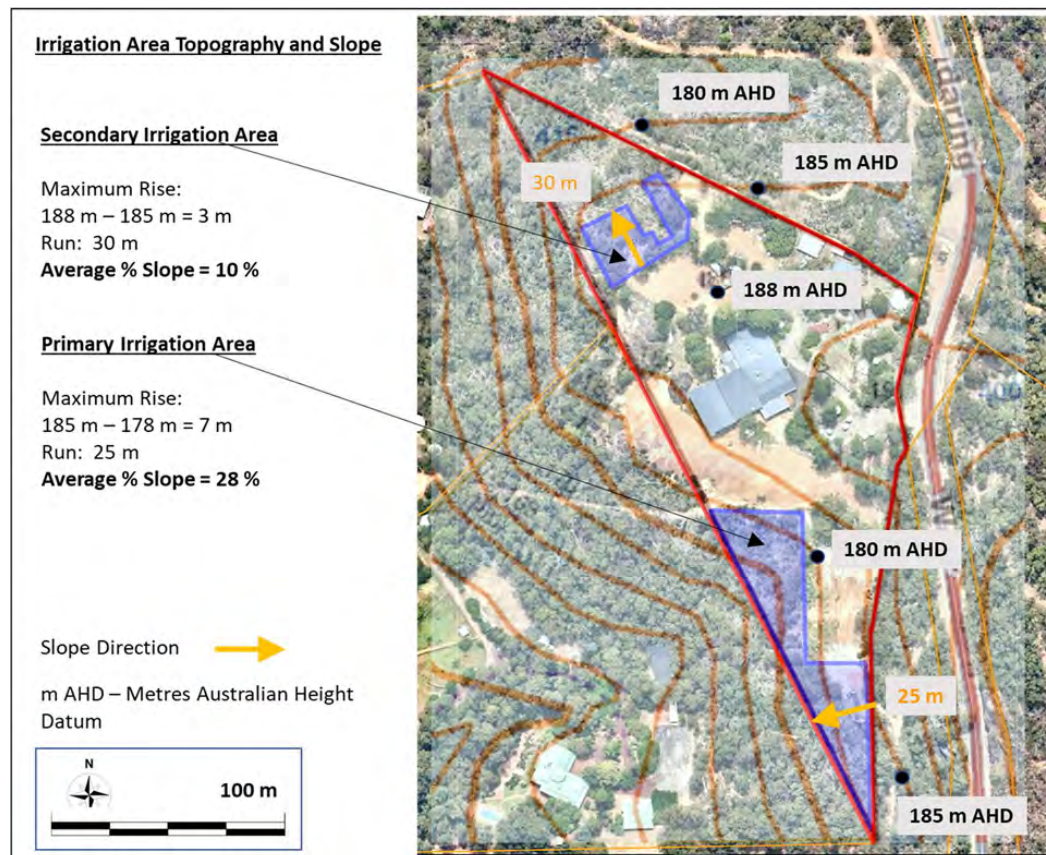 Irrigation Area Topography and Slope
Secondary Irrigation Area
Maximum Rise:
188 m – 185 m = 3 m
Run: 30 m
Average % Slope = 10 %
Primary Irrigation Area
Maximum Rise:
185 m – 178 m = 7 m
Run: 25 m
Average % Slope = 28 %
Slope Direction
m AHD – Metres Australian Height
Datum
N
100 m
180 m AHD
185 m AHD
30 m
188 m AHD
180 m AHD
25 m
185 m AHD
daring